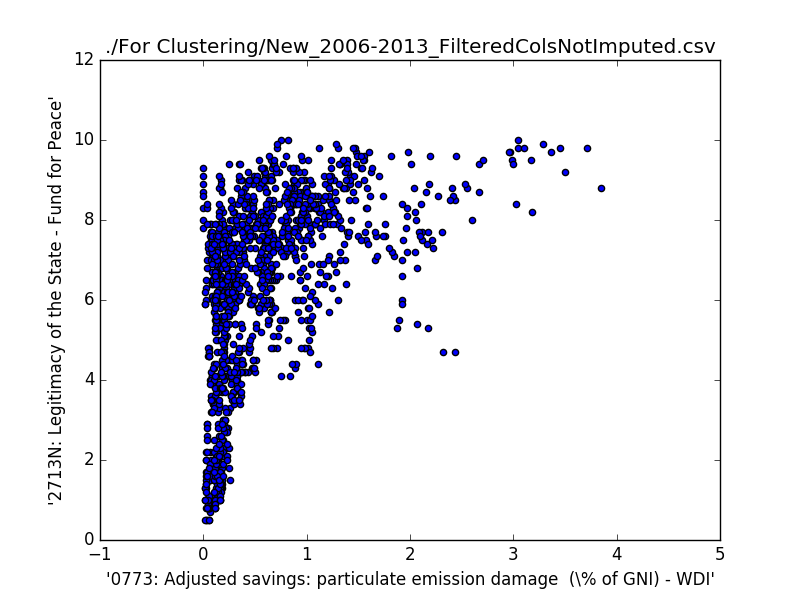 ./For Clustering/New_2006-2013_FilteredColsNotImputed.csv
'2713N: Legitimacy of the State - Fund for Peace'
12
10
8
6
4
2
0
−1 0 1 2 3 4 5
'0773: Adjusted savings: particulate emission damage  (\% of GNI) - WDI'